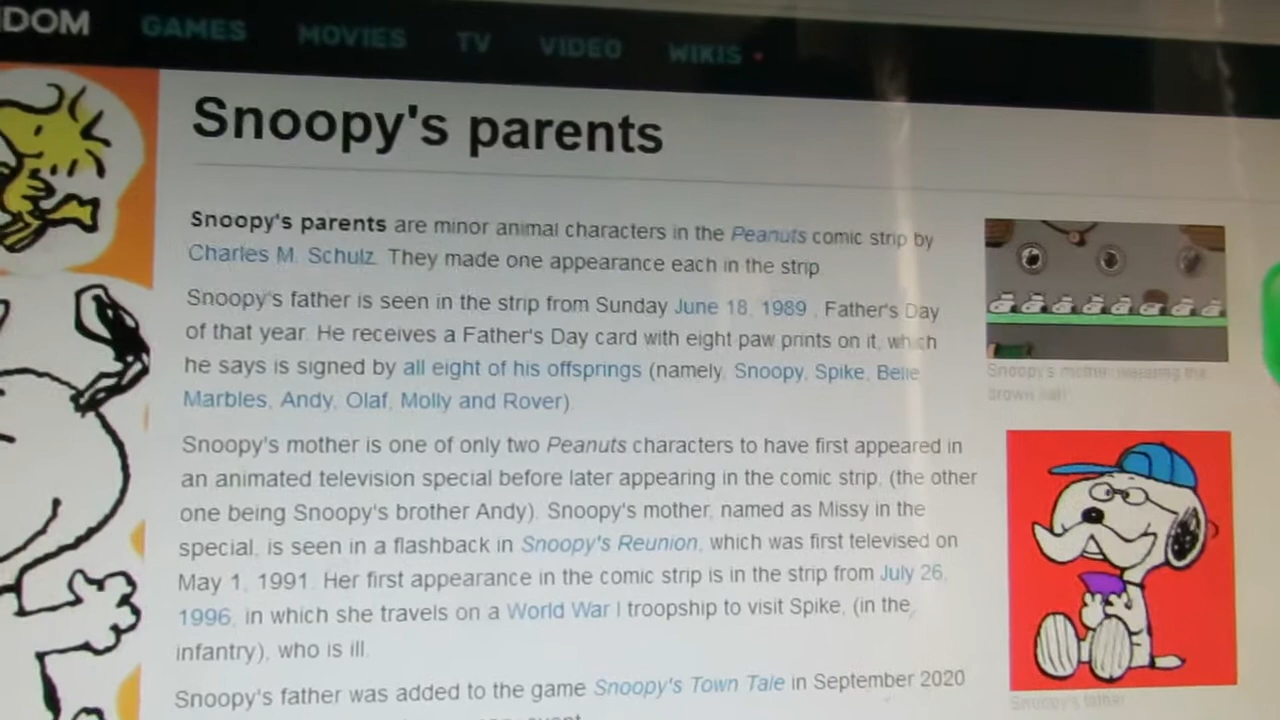 DOM GAMES MOVIES TV VIDEO WIKIS
Snoopy's parents
Snoopy's parents are minor animal characters in the Peanuts comic strip by
Charles M. Schulz. They made one appearance each in the strip
Snoopy's father is seen in the strip from Sunday June 18, 1989 , Father's Day
of that year. He receives a Father's Day card with eight paw prints on it, which
he says is signed by all eight of his offsprings (namely, Snoopy, Spike, Belle
Marbles, Andy, Olaf, Molly and Rover)
Snoopy's mother is one of only two Peanuts characters to have first appeared in
an animated television special before later appearing in the comic strip, (the other
one being Snoopy's brother Andy). Snoopy's mother, named as Missy in the
special, is seen in a flashback in Snoopy's Reunion, which was first televised on
May 1, 1991. Her first appearance in the comic strip is in the strip from July 26,
1996, in which she travels on a World War I troopship to visit Spike, (in the
infantry), who is ill.
Snoopy's father was added to the game Snoopy's Town Tale in September 2020
Snoopy's mother wearing the
brown hat
Snoopy's father